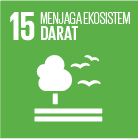 15 MENJAGA EKOSISTEM
DARAT